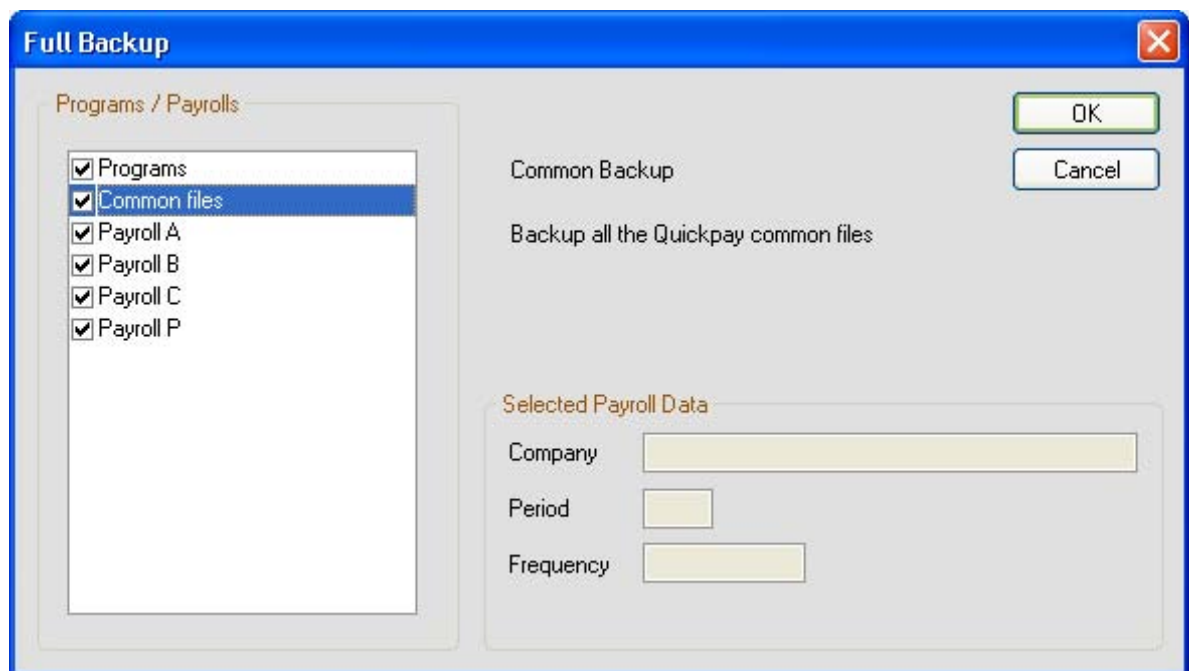 Full Backup
Programs / Payrolls
Programs
Common files
Payroll A
Payroll B
Payroll C
Payroll P
Common Backup
Backup all the Quickpay common files
OK
Cancel
Selected Payroll Data
Company
Period
Frequency